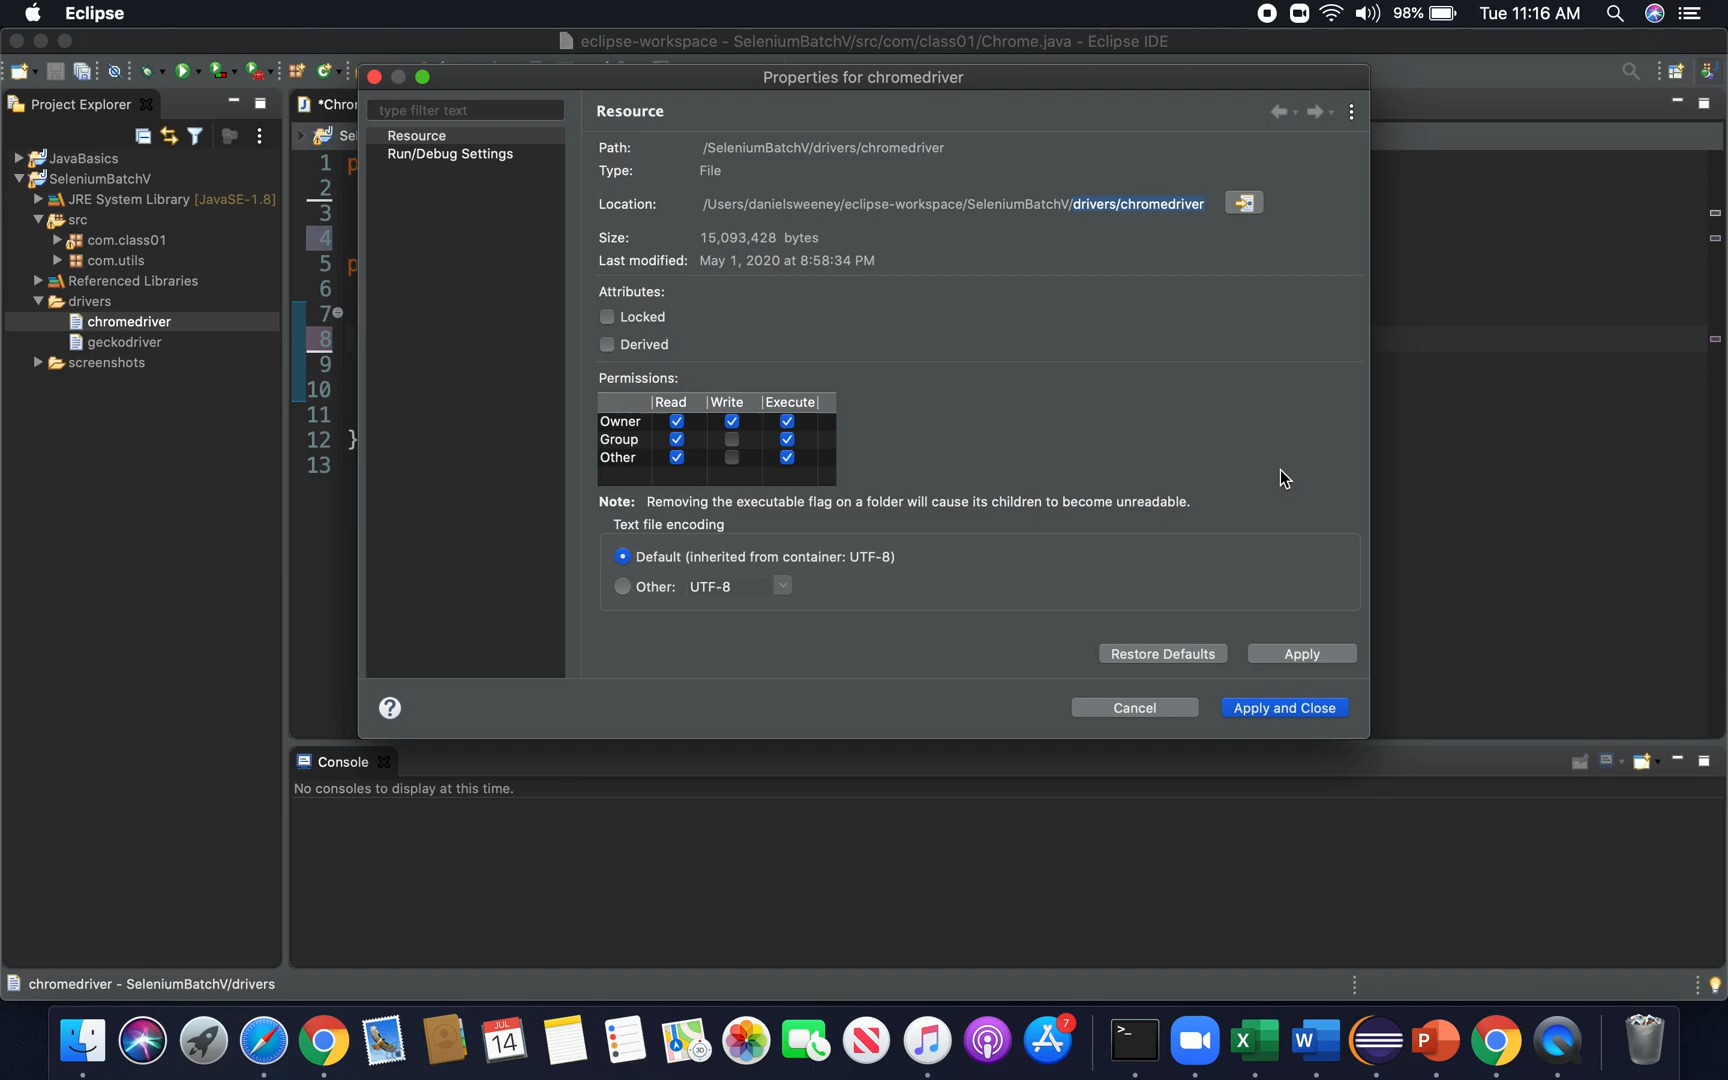 Eclipse
98%
Tue 11:16 AM
eclipse-workspace - SeleniumBatchV/src/com/class01/Chrome.java - Eclipse IDE
Properties for chromedriver
Project Explorer
*Chro
type filter text
Resource
Resource
Run/Debug Settings
Se
JavaBasics
SeleniumBatchV
JRE System Library [JavaSE-1.8]
src
com.class01
com.utils
Referenced Libraries
drivers
chromedriver
geckodriver
screenshots
1 p
2
3
4
5 p
6
7
8
9
10
11
12 }
13
Path: /SeleniumBatchV/drivers/chromedriver
Type: File
Location: /Users/danielsweeney/eclipse-workspace/SeleniumBatchV/drivers/chromedriver
Size: 15,093,428 bytes
Last modified: May 1, 2020 at 8:58:34 PM
Attributes:
Locked
Derived
Permissions:
Read Write Execute
Owner
Group
Other
Note: Removing the executable flag on a folder will cause its children to become unreadable.
Text file encoding
Default (inherited from container: UTF-8)
Other: UTF-8
Restore Defaults
Apply
?
Cancel
Apply and Close
Console
No consoles to display at this time.
chromedriver - SeleniumBatchV/drivers
JUL
14
3D
7
>_
X
W
P